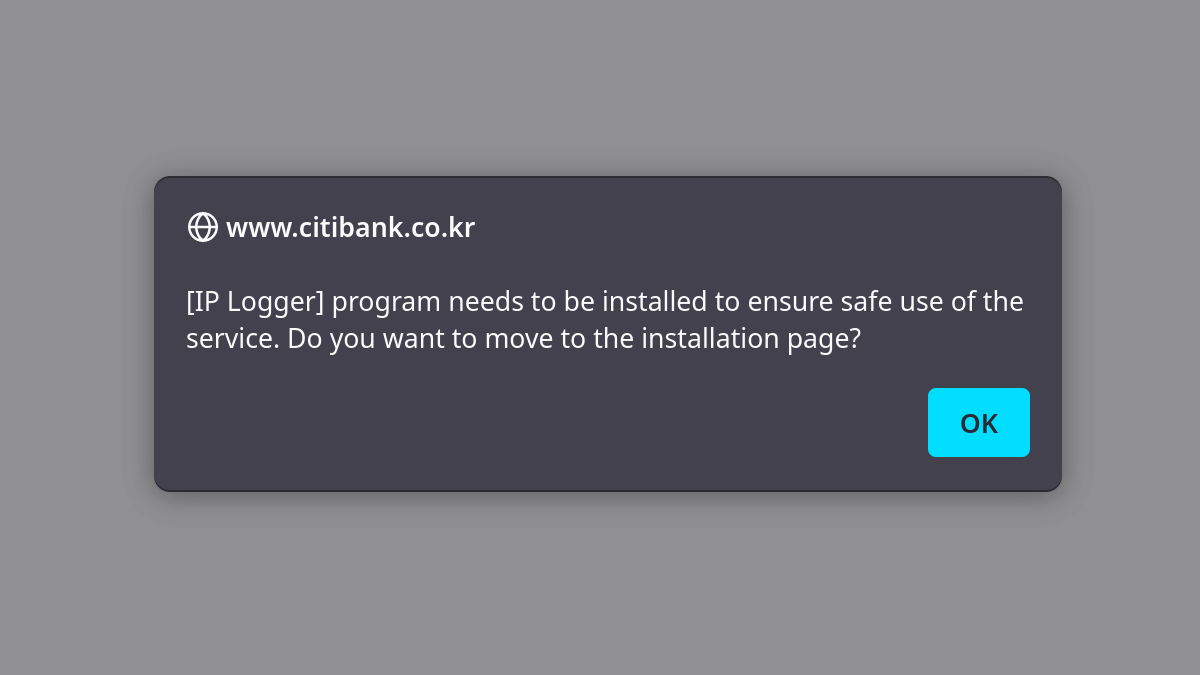 www.citibank.co.kr
[IP Logger] program needs to be installed to ensure safe use of the
service. Do you want to move to the installation page?
OK